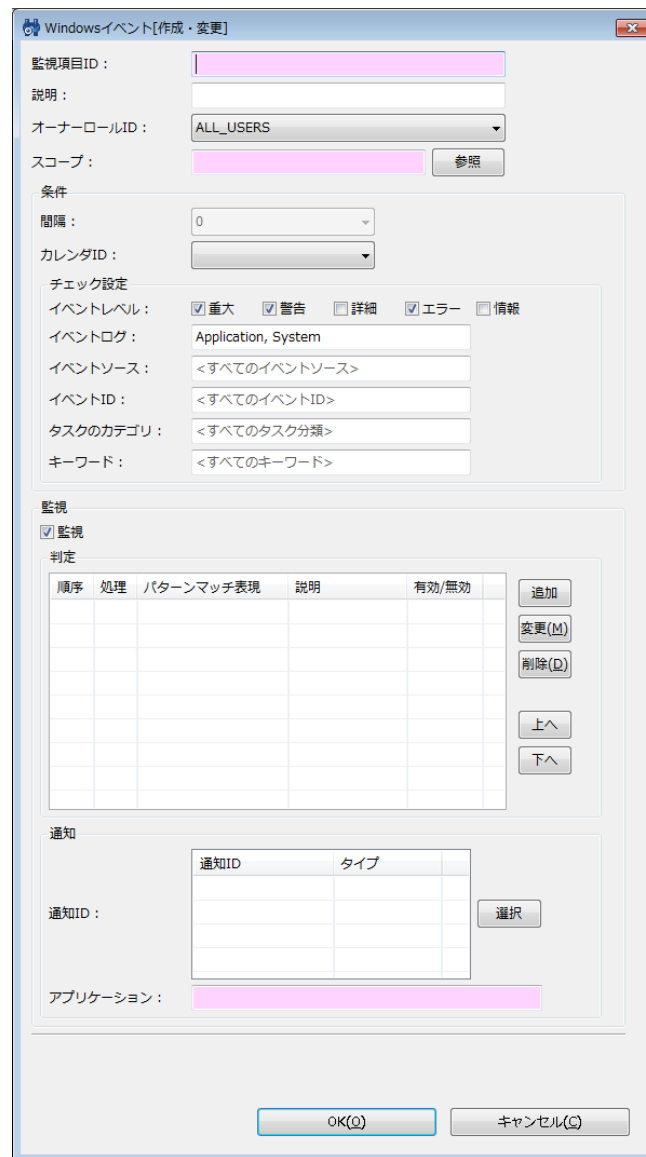 Windowsイベント[作成・変更]
監視項目ID：
説明：
オーナーロールID： ALL_USERS
スコープ： 参照
条件
間隔： 0
カレンダID：
チェック設定
イベントレベル： 重大 警告 詳細 エラー 情報
イベントログ： Application, System
イベントソース： <すべてのイベントソース>
イベントID： <すべてのイベントID>
タスクのカテゴリ： <すべてのタスク分類>
キーワード： <すべてのキーワード>
監視
監視
判定
順序 処理 パターンマッチ表現 説明 有効/無効
追加
変更(M)
削除(D)
上へ
下へ
通知
通知ID タイプ
通知ID： 選択
アプリケーション：
OK(O) キャンセル(C)